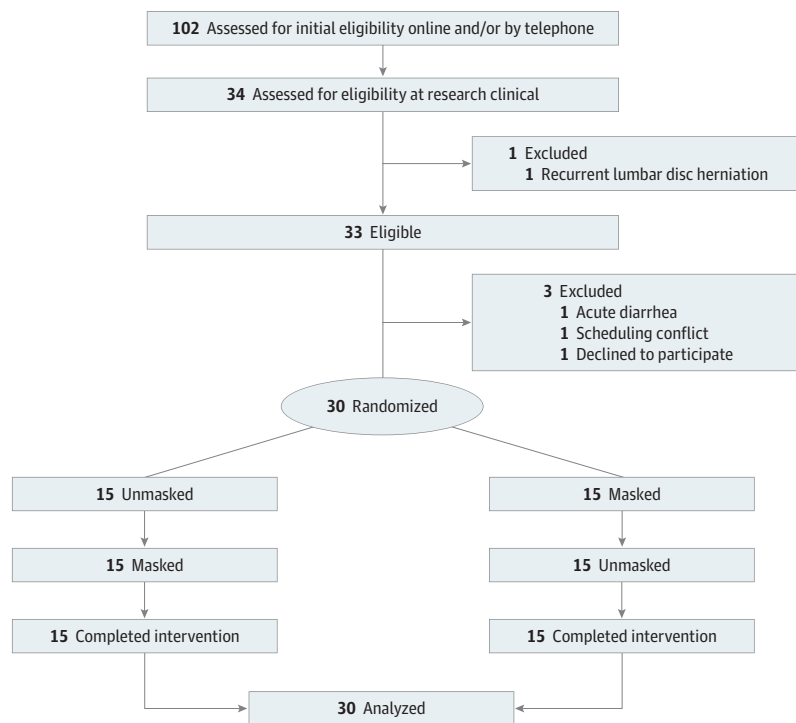 102 Assessed for initial eligibility online and/or by telephone
34 Assessed for eligibility at research clinical
1 Excluded
1 Recurrent lumbar disc herniation
33 Eligible
3 Excluded
1 Acute diarrhea
1 Scheduling conflict
1 Declined to participate
30 Randomized
15 Unmasked
15 Masked
15 Masked
15 Unmasked
15 Completed intervention
15 Completed intervention
30 Analyzed